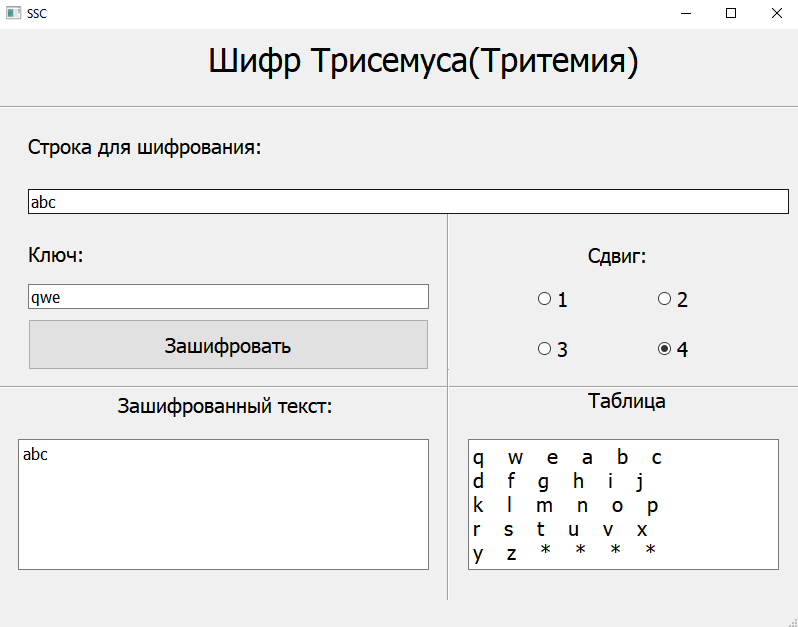 SSC
Шифр Трисемуса(Тритемия)
Строка для шифрования:
abc
Ключ:
qwe
Зашифровать
Сдвиг:
1 2
3 4
Зашифрованный текст:
abc
Таблица
q w e a b c
d f g h i j
k l m n o p
r s t u v x
y z * * * *